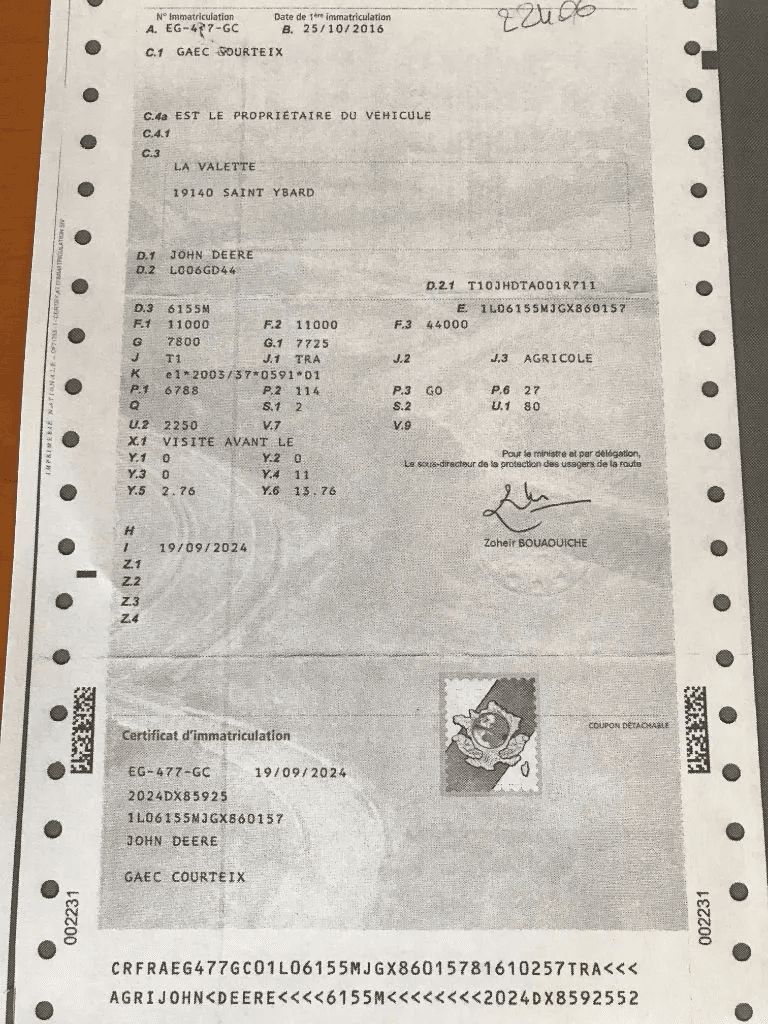 22406
N° Immatriculation Date de 1ère immatriculation
A. EG-477-GC B. 25/10/2016
C.1 GAEC COURTEIX
C.4a EST LE PROPRIÉTAIRE DU VÉHICULE
C.4.1
C.3
LA VALETTE
19140 SAINT YBARD
D.1 JOHN DEERE
D.2 L006GD44
D.2.1 T10JHDTA001R711
D.3 6155M E. 1L06155MJGX860157
F.1 11000 F.2 11000 F.3 44000
G 7800 G.1 7725
J T1 J.1 TRA J.2 J.3 AGRICOLE
K e1*2003/37*0591*01
P.1 6788 P.2 114 P.3 GO P.6 27
Q S.1 2 S.2 U.1 80
U.2 2250 V.7 V.9
X.1 VISITE AVANT LE
Y.1 0 Y.2 0
Y.3 0 Y.4 11
Y.5 2.76 Y.6 13.76
Pour le ministre et par délégation,
Le sous-directeur de la protection des usagers de la route
Zoheir BOUAOUICHE
H
I 19/09/2024
Z.1
Z.2
Z.3
Z.4
COUPON DÉTACHABLE
Certificat d'immatriculation
EG-477-GC 19/09/2024
2024DX85925
1L06155MJGX860157
JOHN DEERE
GAEC COURTEIX
002231
002231
CRFRAEG477GC01L06155MJGX86015781610257TRA<<<
AGRIJOHN<DEERE<<<<6155M<<<<<<<<2024DX8592552